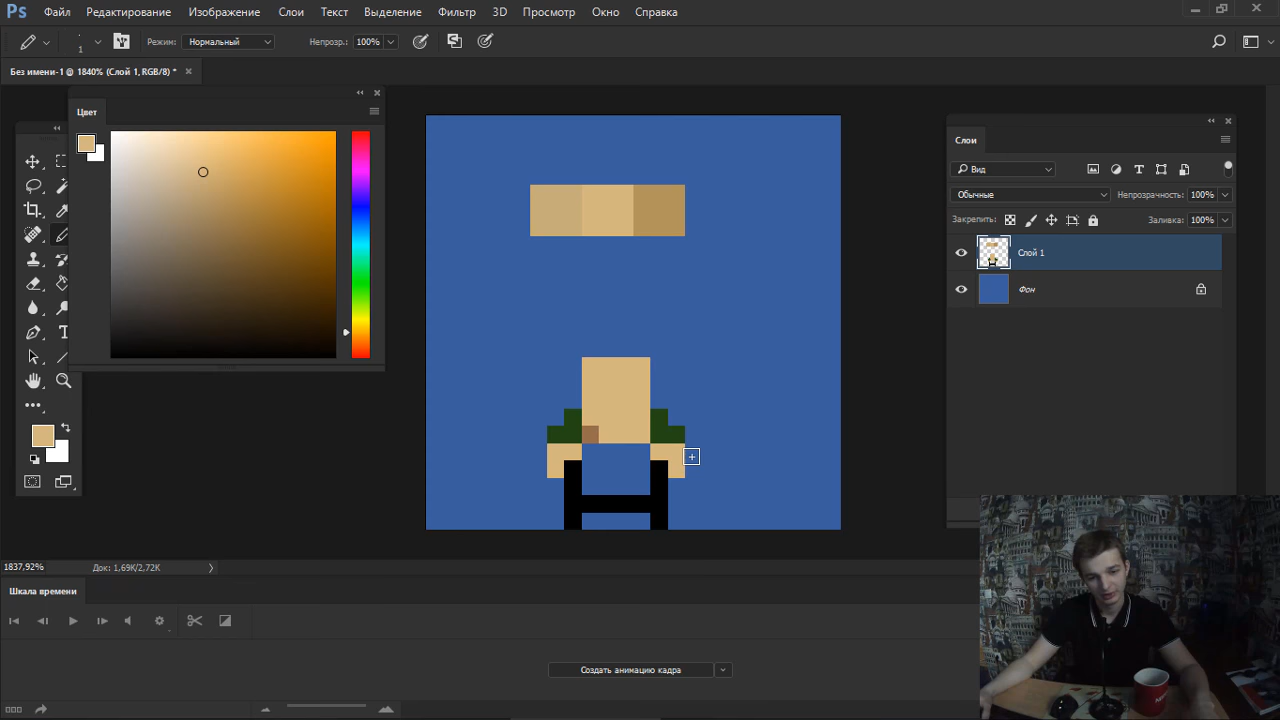 Ps Файл Редактирование Изображение Слои Текст Выделение Фильтр 3D Просмотр Окно Справка
1 Режим: Нормальный Непрозр.: 100%
Без имени-1 @ 1840% (Слой 1, RGB/8) *
Цвет
Слои
Вид
Обычные Непрозрачность: 100%
Закрепить: Заливка: 100%
Слой 1
Фон
1837,92% Док: 1,69K/2,72K
Шкала времени
Создать анимацию кадра